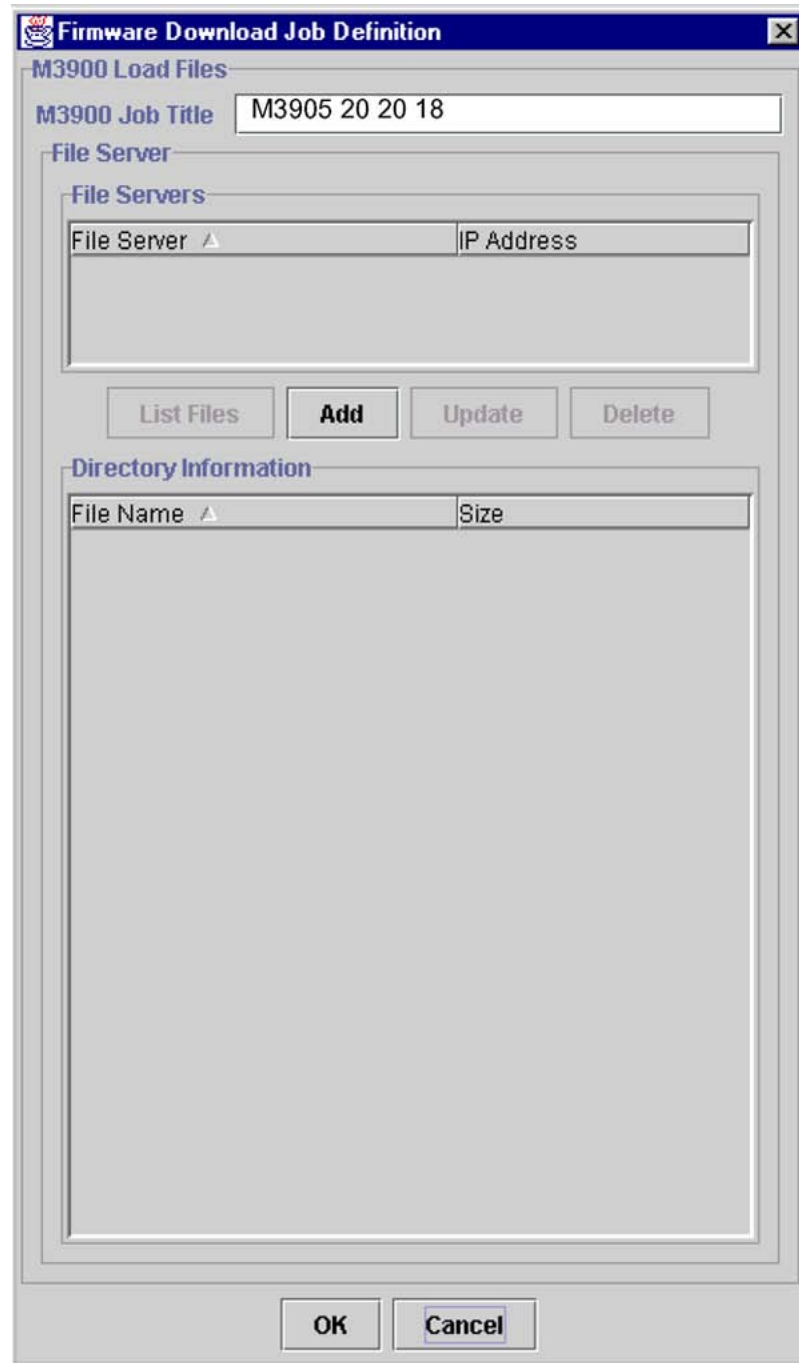 Firmware Download Job Definition
M3900 Load Files
M3900 Job Title M3905 20 20 18
File Server
File Servers
File Server IP Address
List Files Add Update Delete
Directory Information
File Name Size
OK Cancel